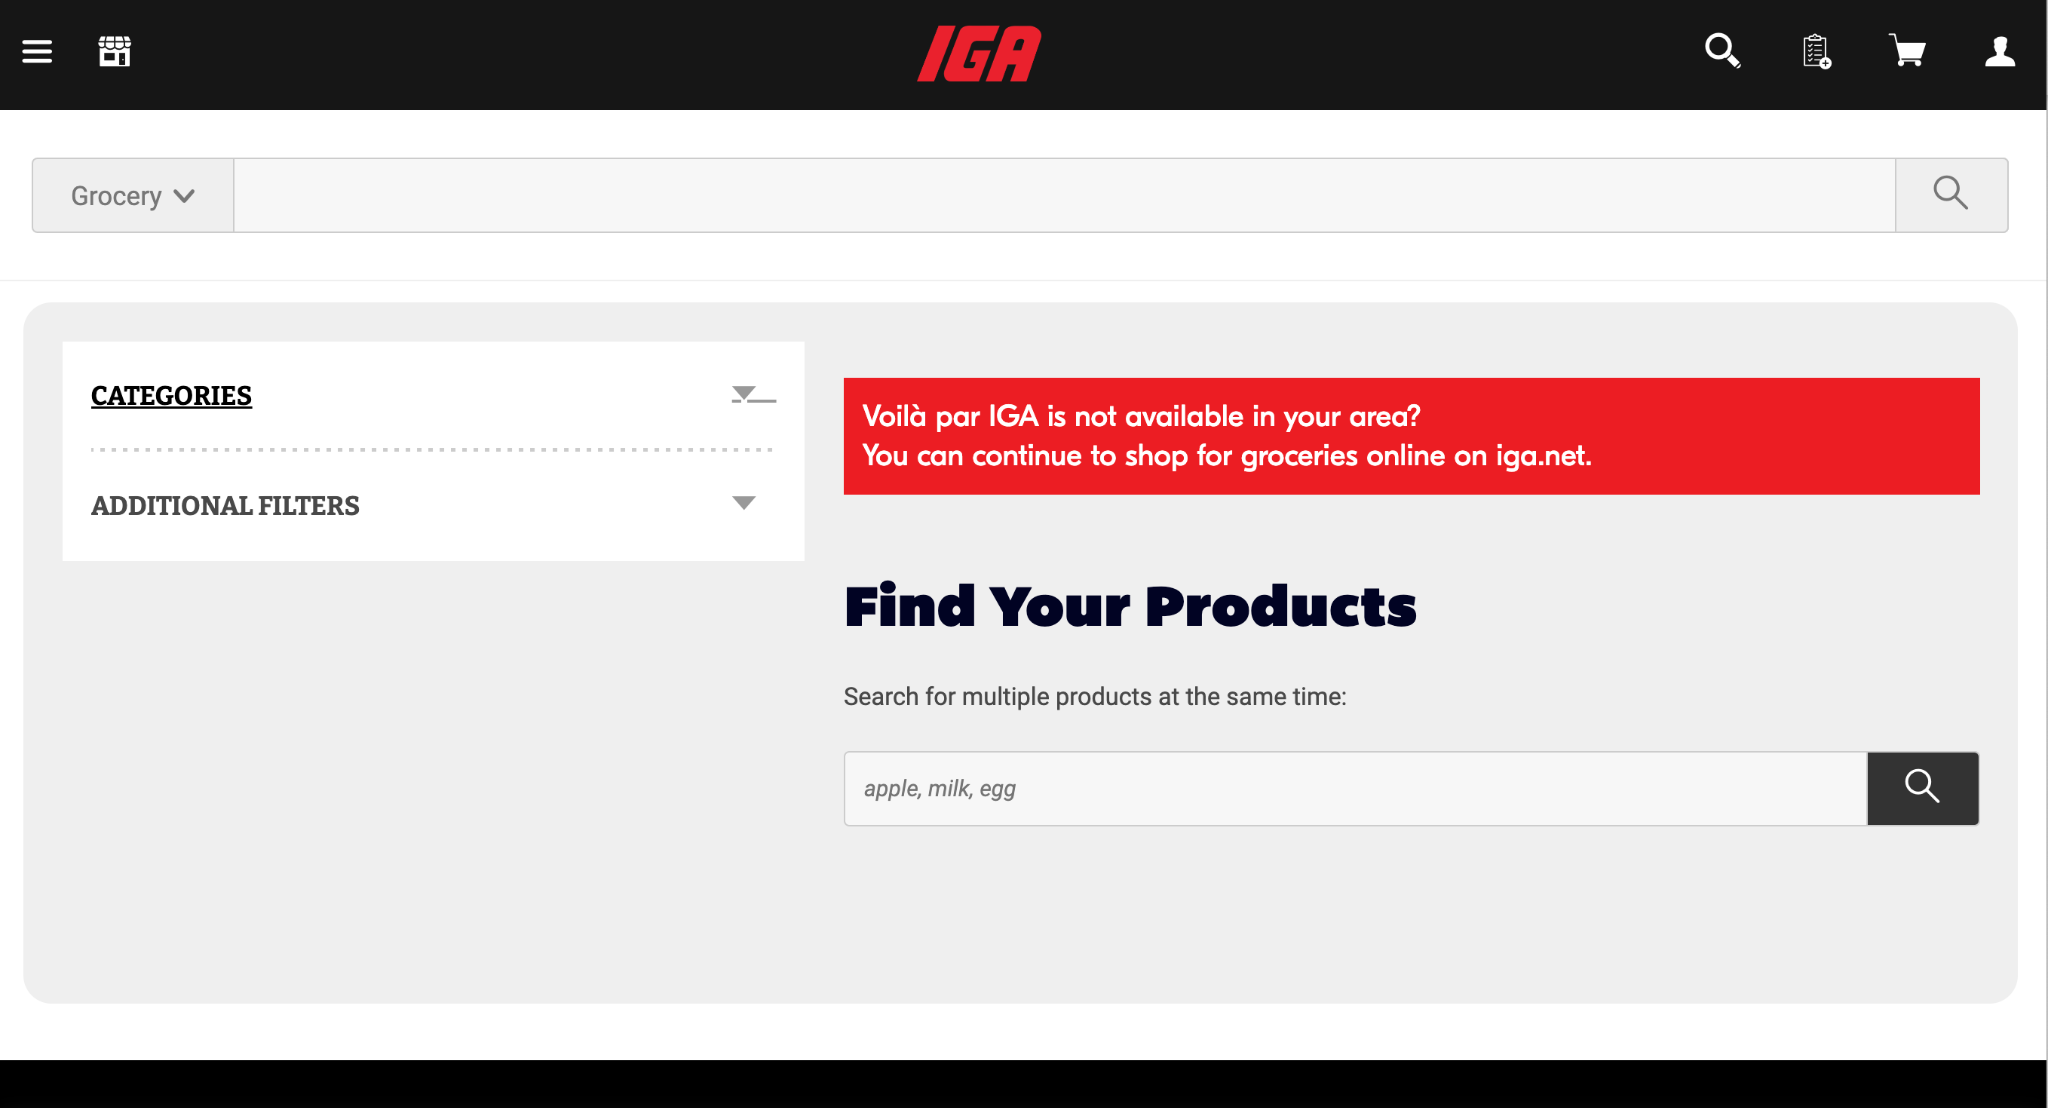 IGA
Grocery
CATEGORIES
ADDITIONAL FILTERS
Voilà par IGA is not available in your area?
You can continue to shop for groceries online on iga.net.
Find Your Products
Search for multiple products at the same time:
apple, milk, egg